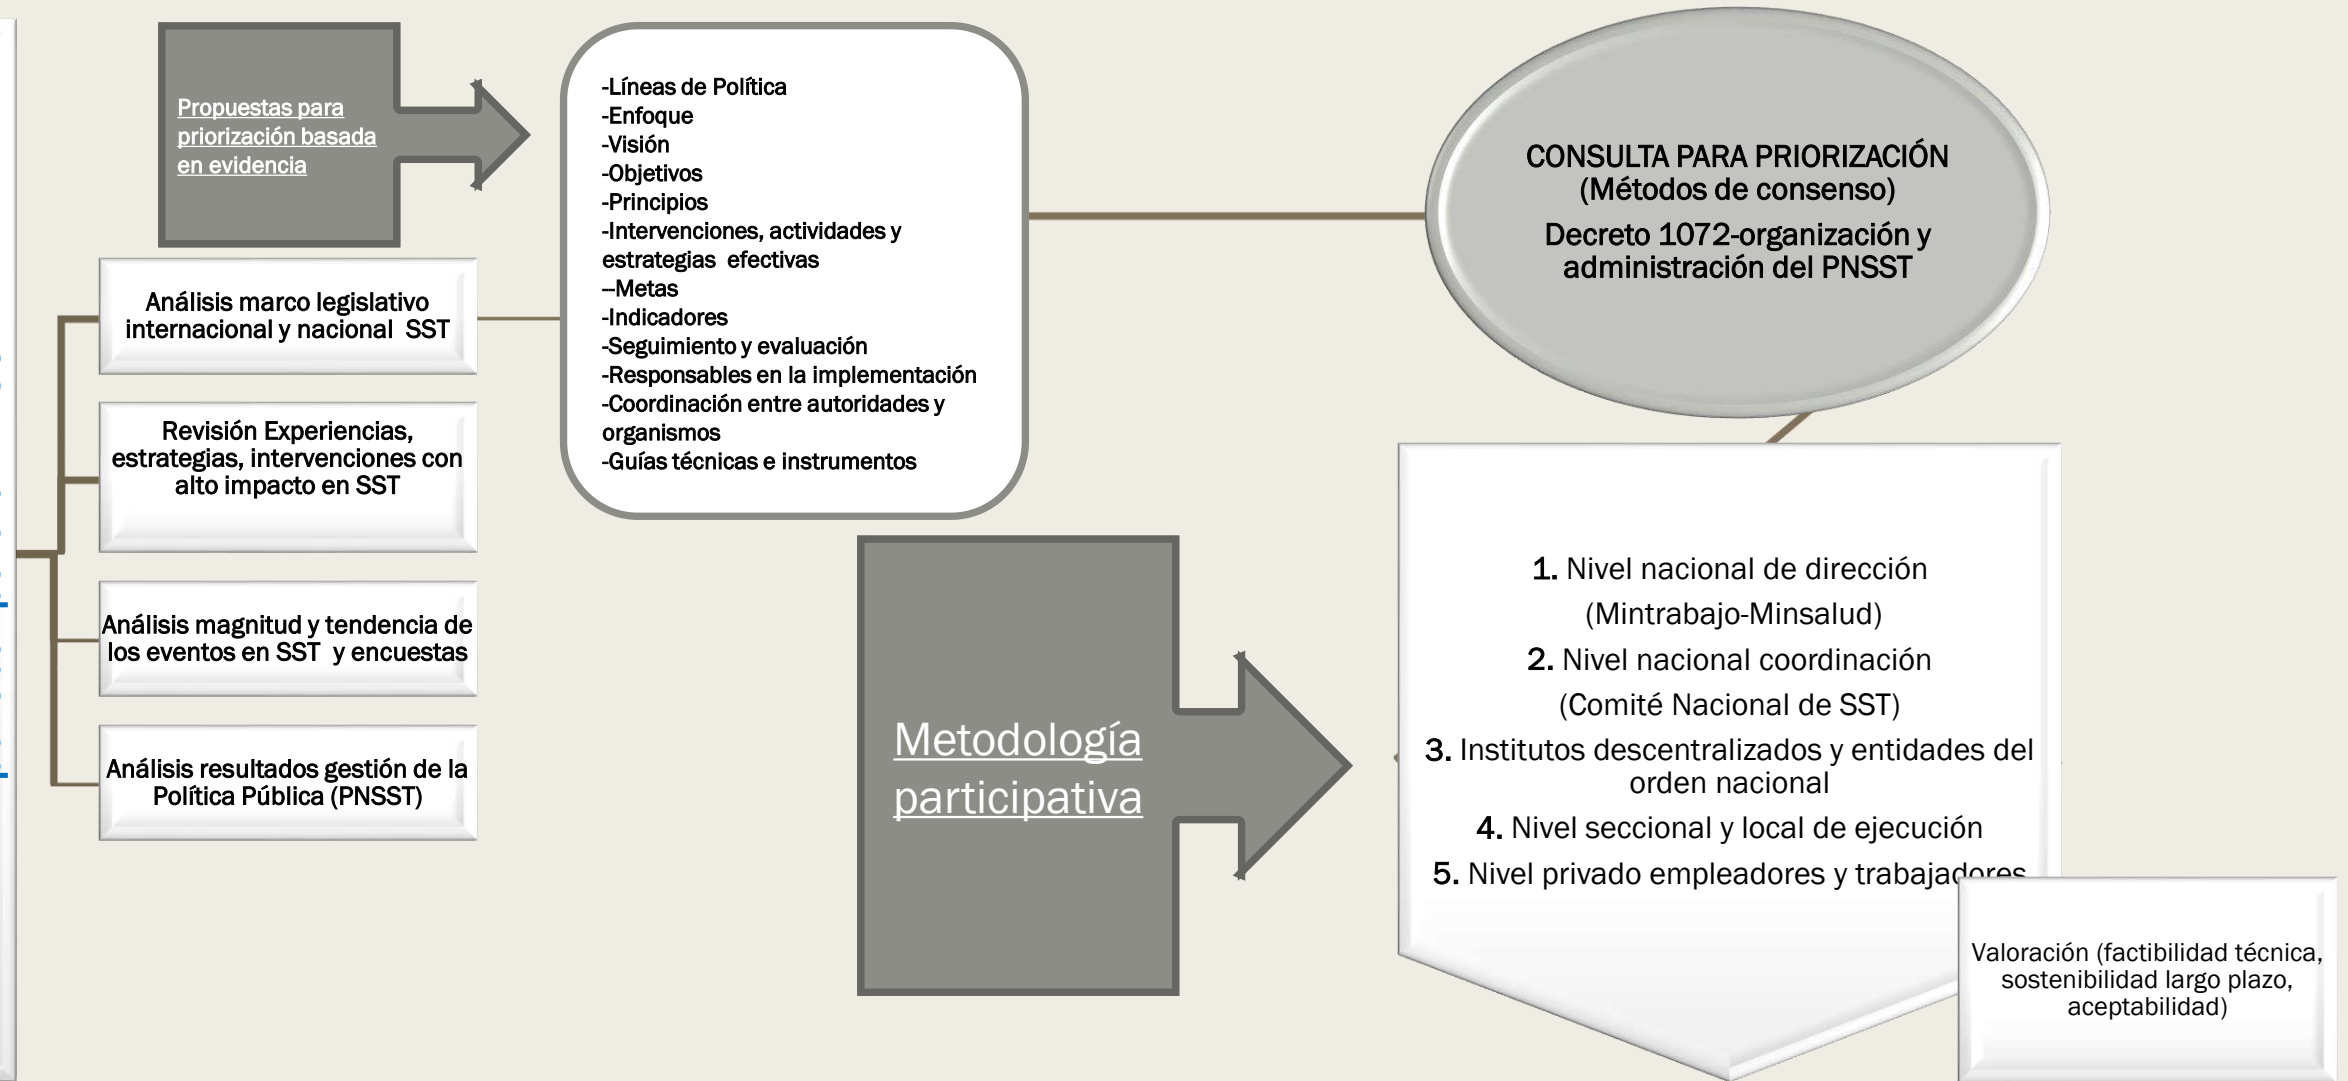 Propuestas para
priorización basada
en evidencia
-Líneas de Política
-Enfoque
-Visión
-Objetivos
-Principios
-Intervenciones, actividades y
estrategias efectivas
--Metas
-Indicadores
-Seguimiento y evaluación
-Responsables en la implementación
-Coordinación entre autoridades y
organismos
-Guías técnicas e instrumentos
CONSULTA PARA PRIORIZACIÓN
(Métodos de consenso)
Decreto 1072-organización y
administración del PNSST
Análisis marco legislativo
internacional y nacional SST
Revisión Experiencias,
estrategias, intervenciones con
alto impacto en SST
Análisis magnitud y tendencia de
los eventos en SST y encuestas
Análisis resultados gestión de la
Política Pública (PNSST)
Metodología
participativa
1. Nivel nacional de dirección
(Mintrabajo-Minsalud)
2. Nivel nacional coordinación
(Comité Nacional de SST)
3. Institutos descentralizados y entidades del
orden nacional
4. Nivel seccional y local de ejecución
5. Nivel privado empleadores y trabajadores
Valoración (factibilidad técnica,
sostenibilidad largo plazo,
aceptabilidad)